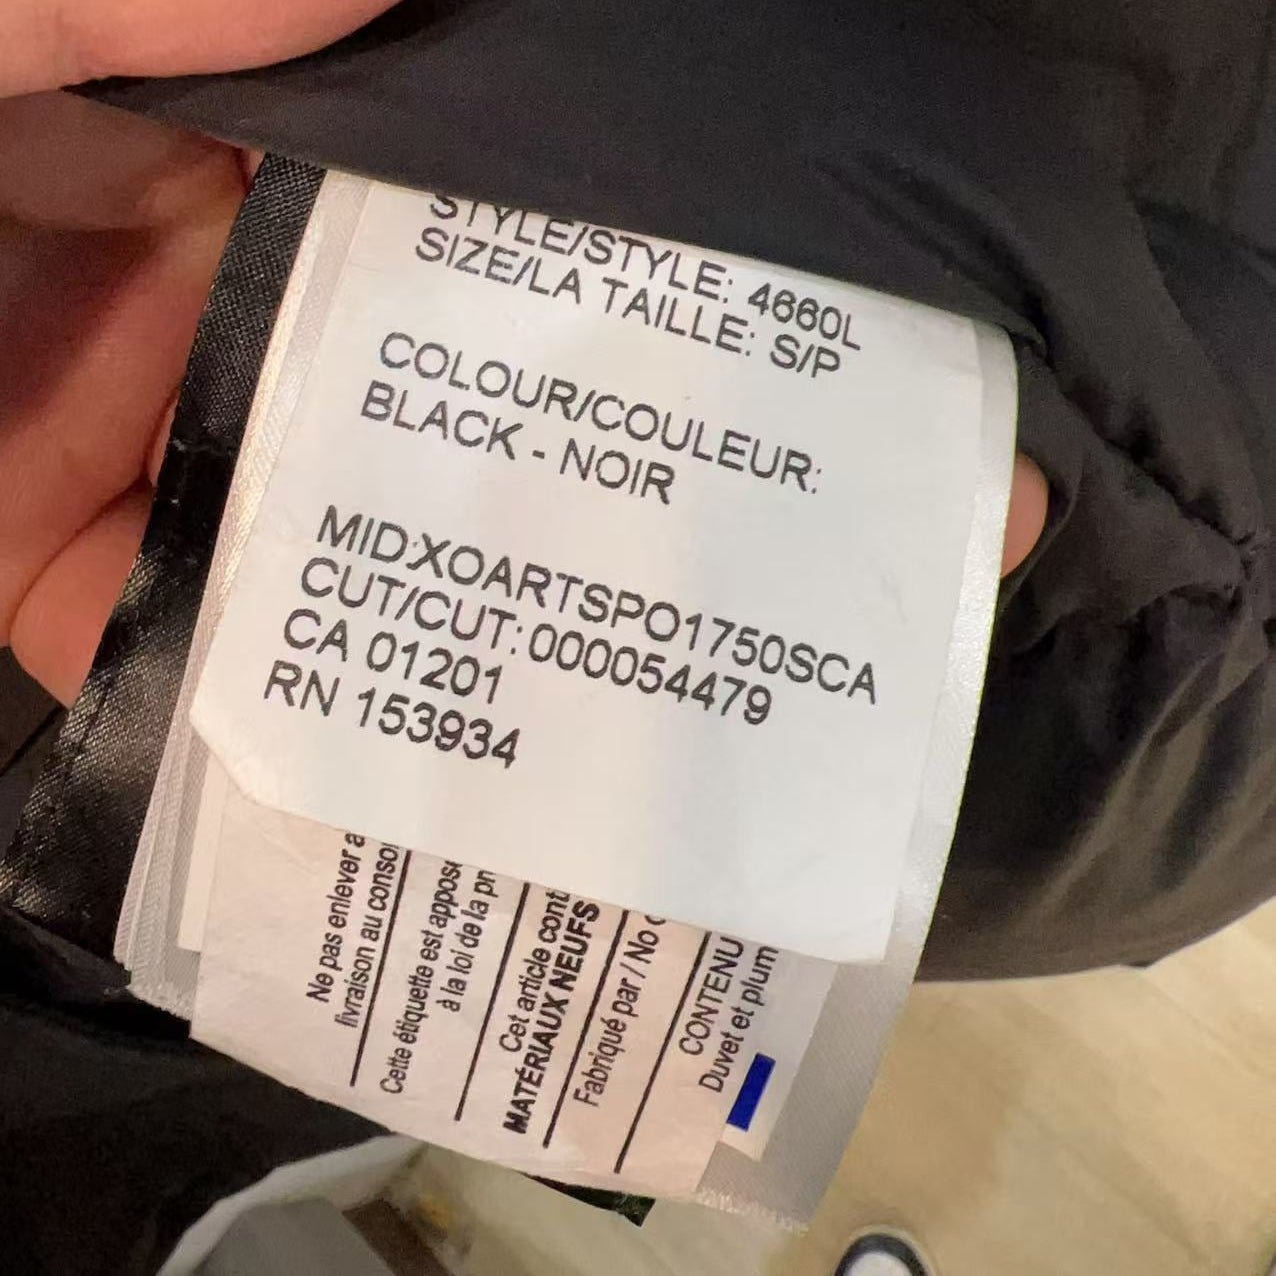 STYLE/STYLE: 4660L
SIZE/LA TAILLE: S/P
COLOUR/COULEUR:
BLACK - NOIR
MID:XOARTSPO1750SCA
CUT/CUT: 000054479
CA 01201
RN 153934
Ne pas enlever a
livraison au conso
Cette étiquette est appos
à la loi de la pr
Cet article cont
MATÉRIAUX NEUFS
Fabriqué par / No
CONTENU
Duvet et plum